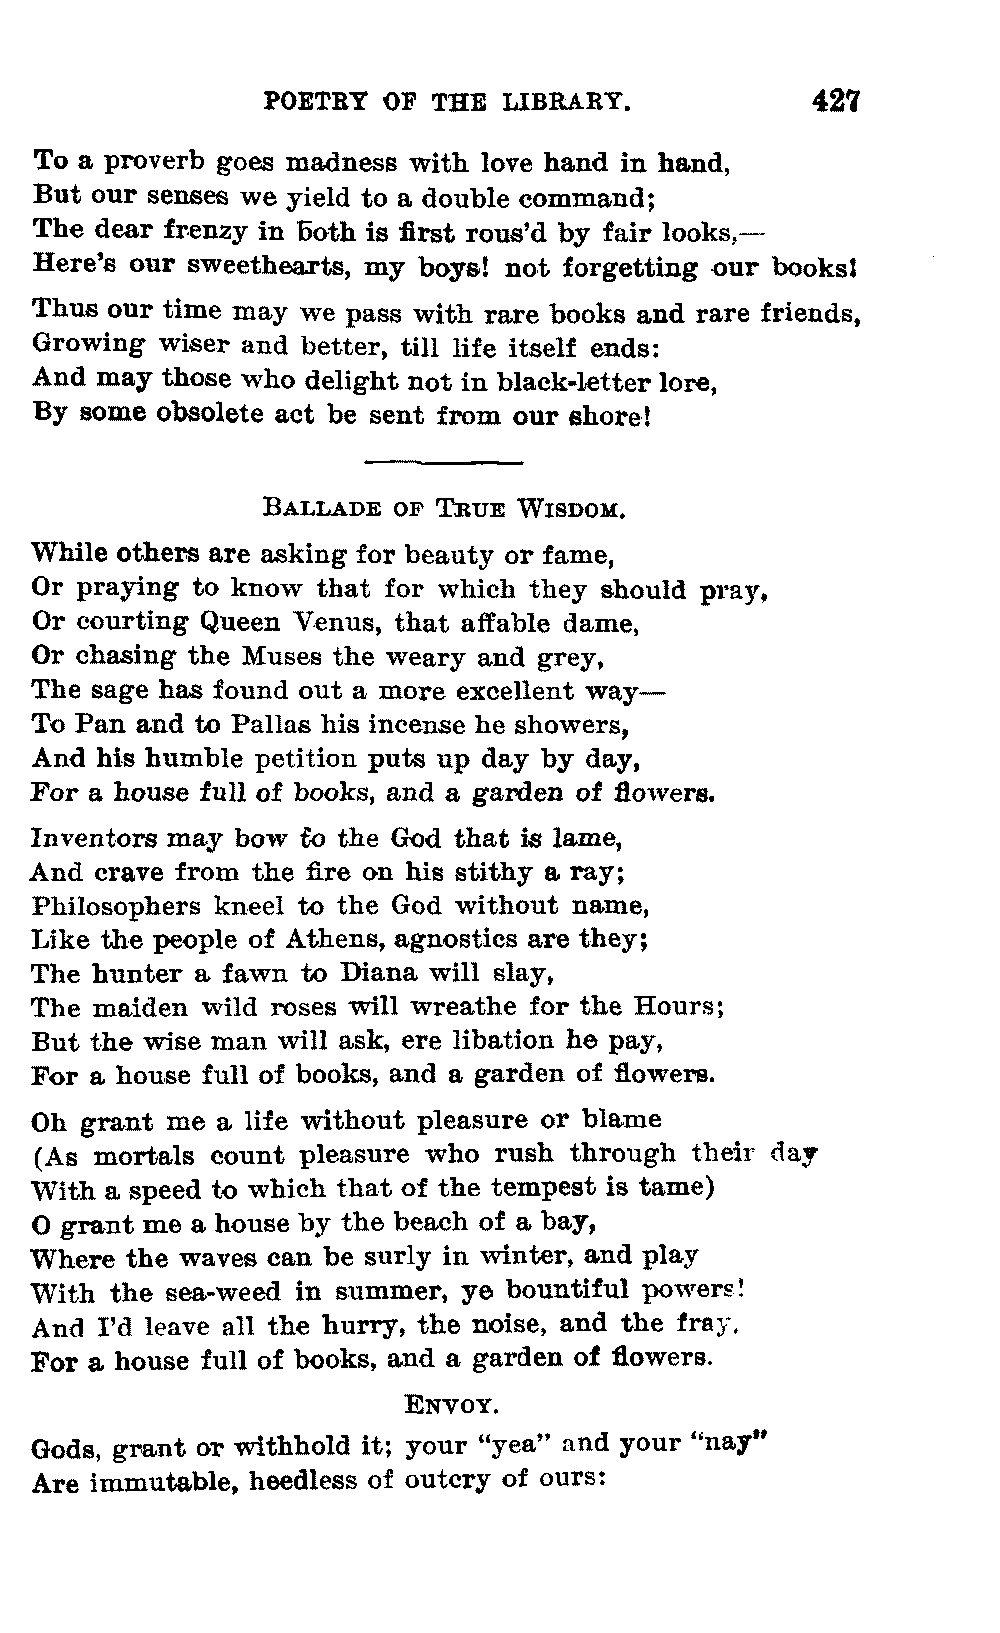 POETRY OF THE LIBRARY. 427
To a proverb goes madness with love hand in hand,
But our senses we yield to a double command;
The dear frenzy in both is first rous'd by fair looks,—
Here's our sweethearts, my boys! not forgetting our books!
Thus our time may we pass with rare books and rare friends,
Growing wiser and better, till life itself ends:
And may those who delight not in black-letter lore,
By some obsolete act be sent from our shore!
BALLADE OF TRUE WISDOM.
While others are asking for beauty or fame,
Or praying to know that for which they should pray,
Or courting Queen Venus, that affable dame,
Or chasing the Muses the weary and grey,
The sage has found out a more excellent way—
To Pan and to Pallas his incense he showers,
And his humble petition puts up day by day,
For a house full of books, and a garden of flowers.
Inventors may bow to the God that is lame,
And crave from the fire on his stithy a ray;
Philosophers kneel to the God without name,
Like the people of Athens, agnostics are they;
The hunter a fawn to Diana will slay,
The maiden wild roses will wreathe for the Hours;
But the wise man will ask, ere libation he pay,
For a house full of books, and a garden of flowers.
Oh grant me a life without pleasure or blame
(As mortals count pleasure who rush through their day
With a speed to which that of the tempest is tame)
O grant me a house by the beach of a bay,
Where the waves can be surly in winter, and play
With the sea-weed in summer, ye bountiful powers!
And I'd leave all the hurry, the noise, and the fray,
For a house full of books, and a garden of flowers.
ENVOY.
Gods, grant or withhold it; your "yea" and your "nay"
Are immutable, heedless of outcry of ours: